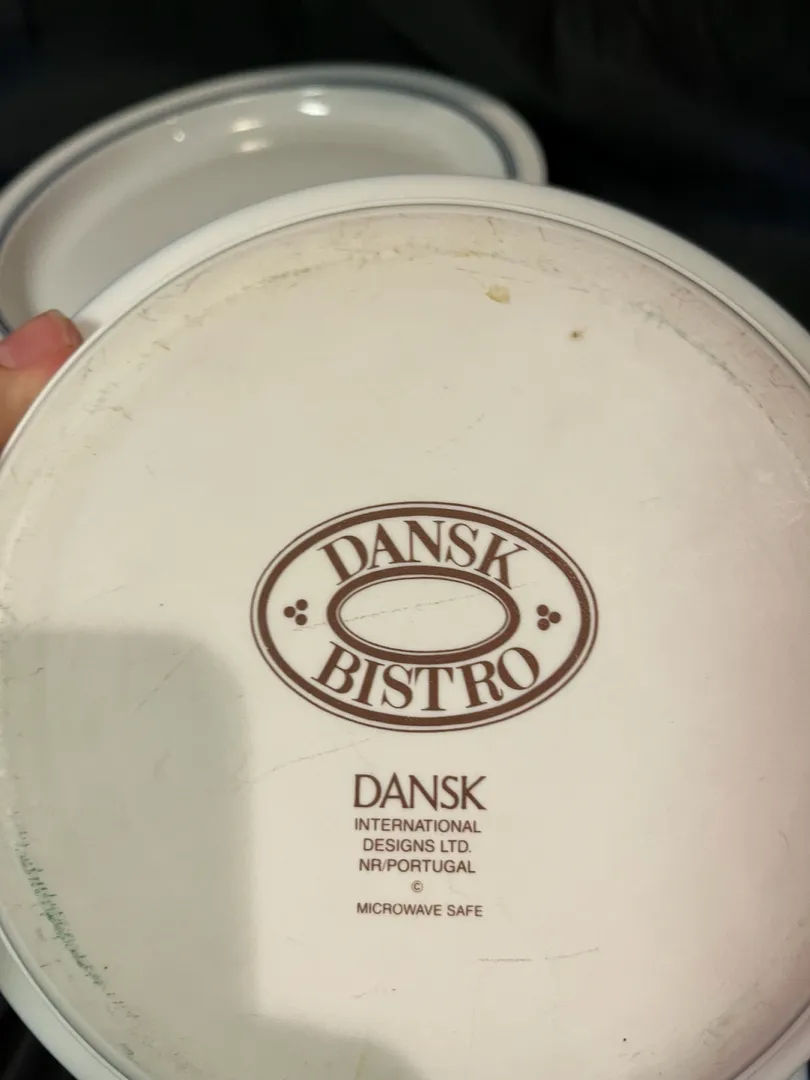 DANSK
BISTRO
DANSK
INTERNATIONAL
DESIGNS LTD.
NR/PORTUGAL
©
MICROWAVE SAFE